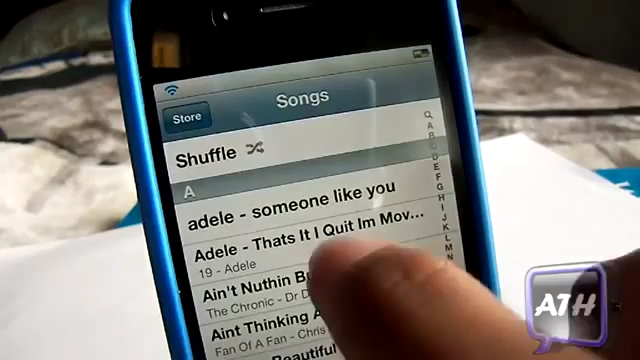 Songs
Store
Shuffle
A
adele - someone like you
Adele - Thats It I Quit Im Mov...
19 - Adele
Ain't Nuthin
The Chronic - Dr D
Aint Thinking A
Fan Of A Fan - Chris
Beautiful
A
B
C
D
E
F
G
H
I
J
K
L
M
N
ATH